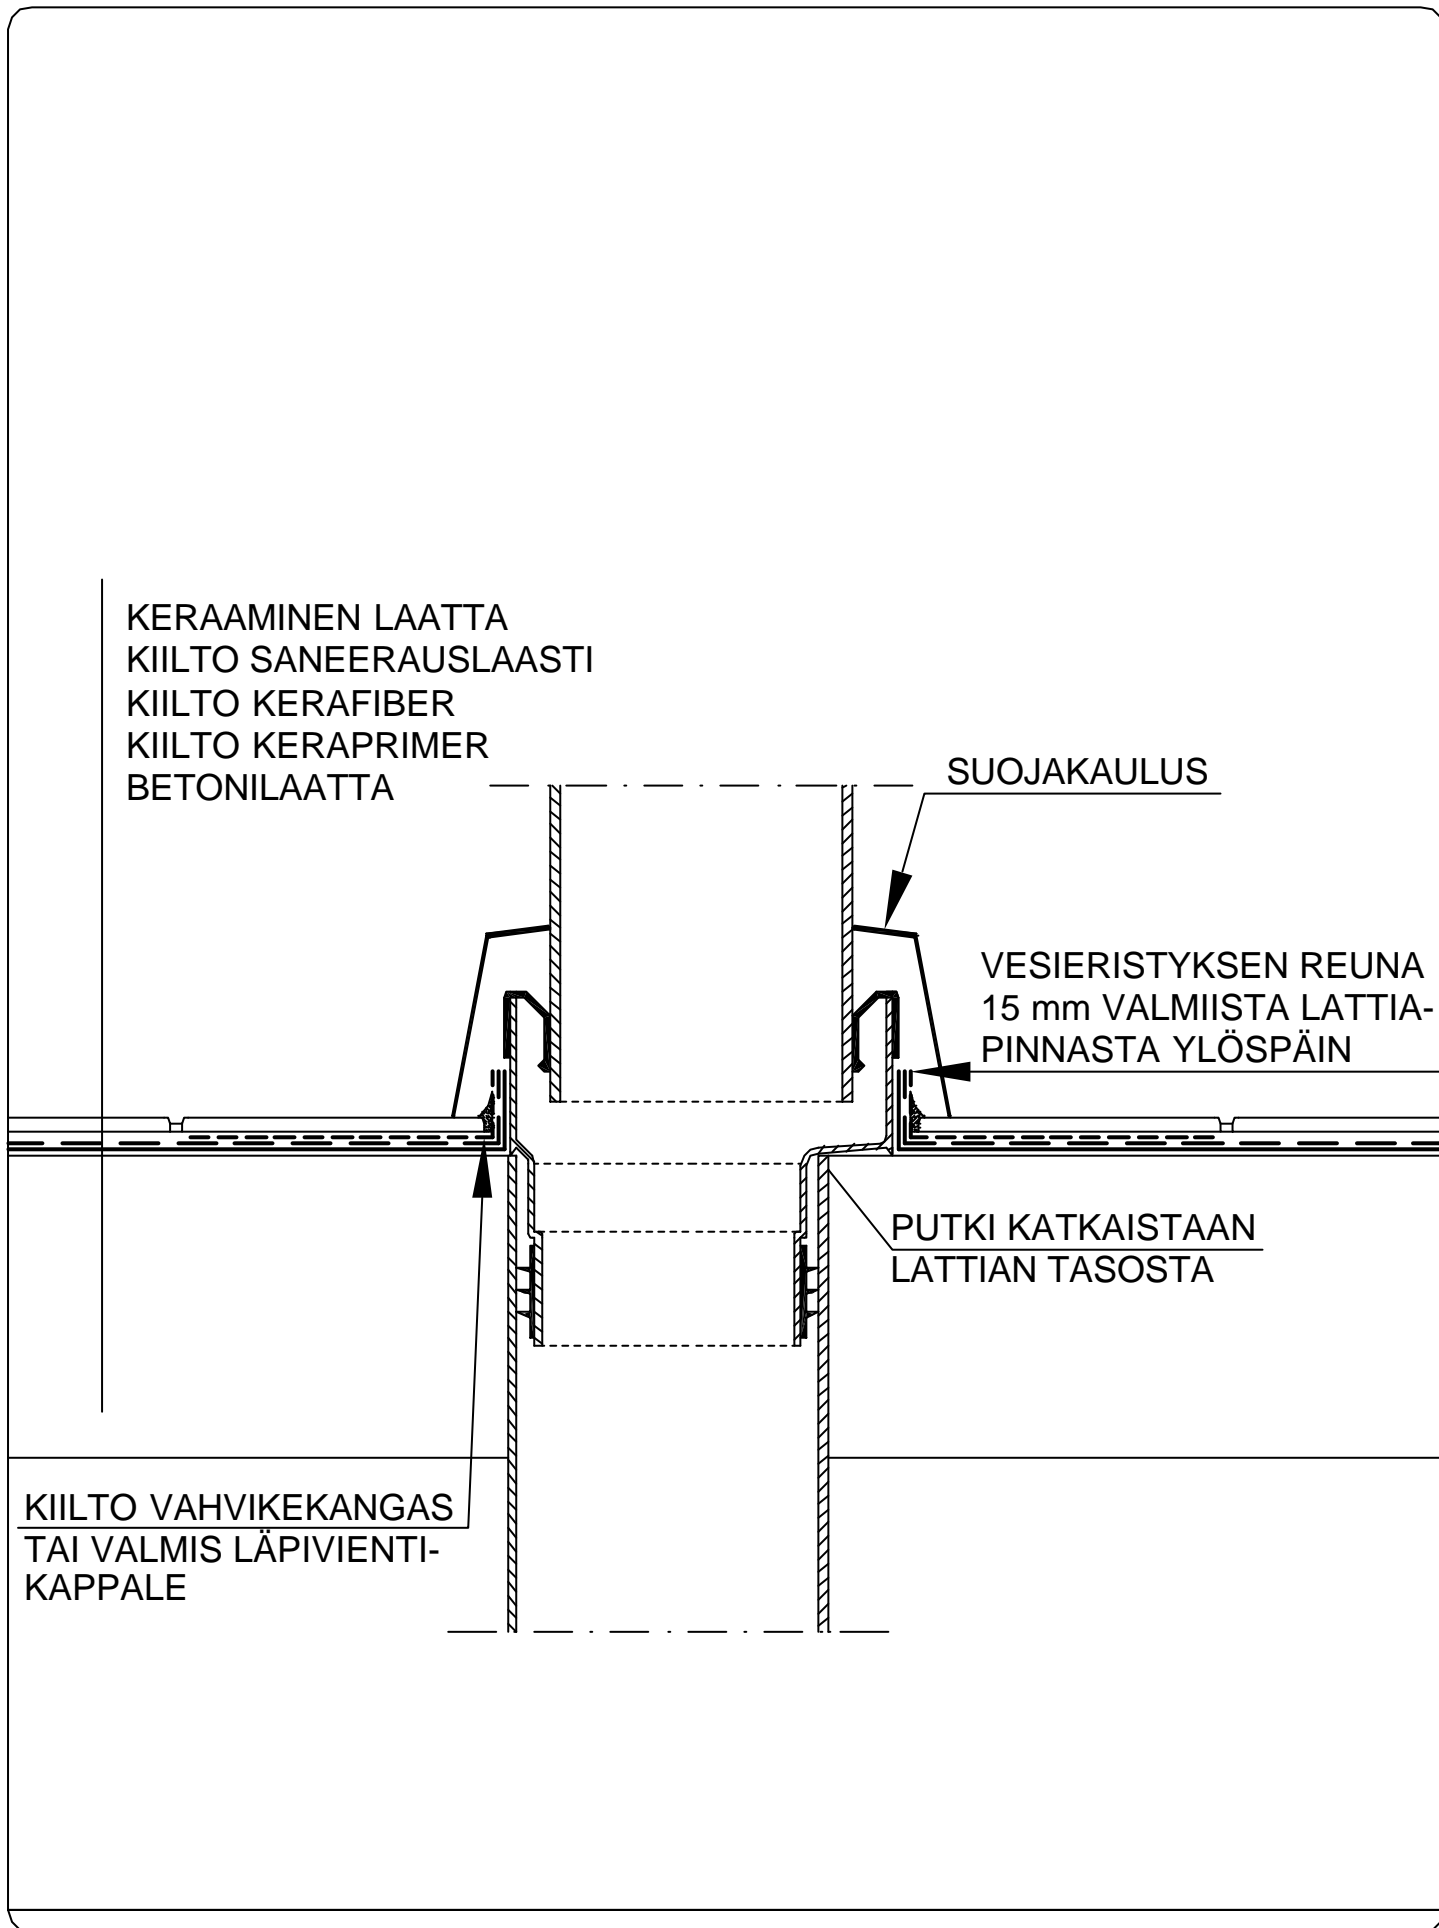 KERAAMINEN LAATTA
KIILTO SANEERAUSLAASTI
KIILTO KERAFIBER
KIILTO KERAPRIMER
BETONILAATTA
SUOJAKAULUS
VESIERISTYKSEN REUNA
15 mm VALMIISTA LATTIA-
PINNASTA YLÖSPÄIN
PUTKI KATKAISTAAN
LATTIAN TASOSTA
KIILTO VAHVIKEKANGAS
TAI VALMIS LÄPIVIENTI-
KAPPALE